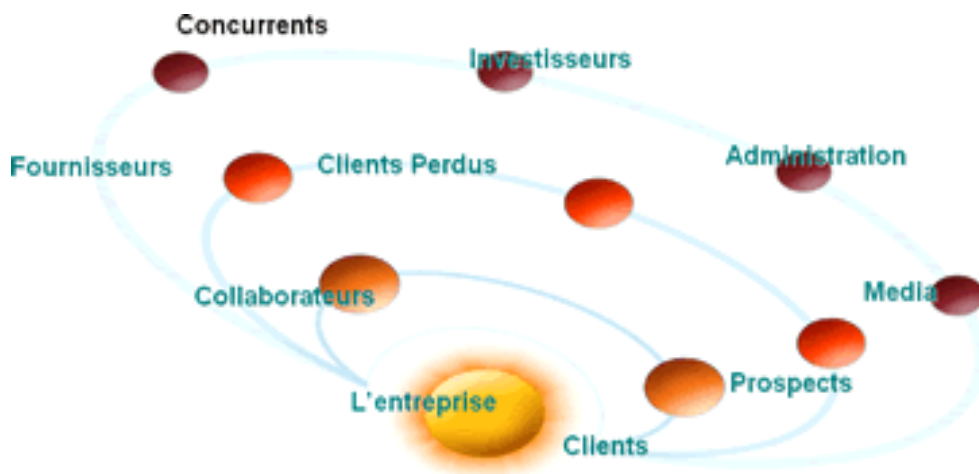 Concurrents
Investisseurs
Administration
Fournisseurs
Clients Perdus
Media
Collaborateurs
Prospects
L'entreprise
Clients